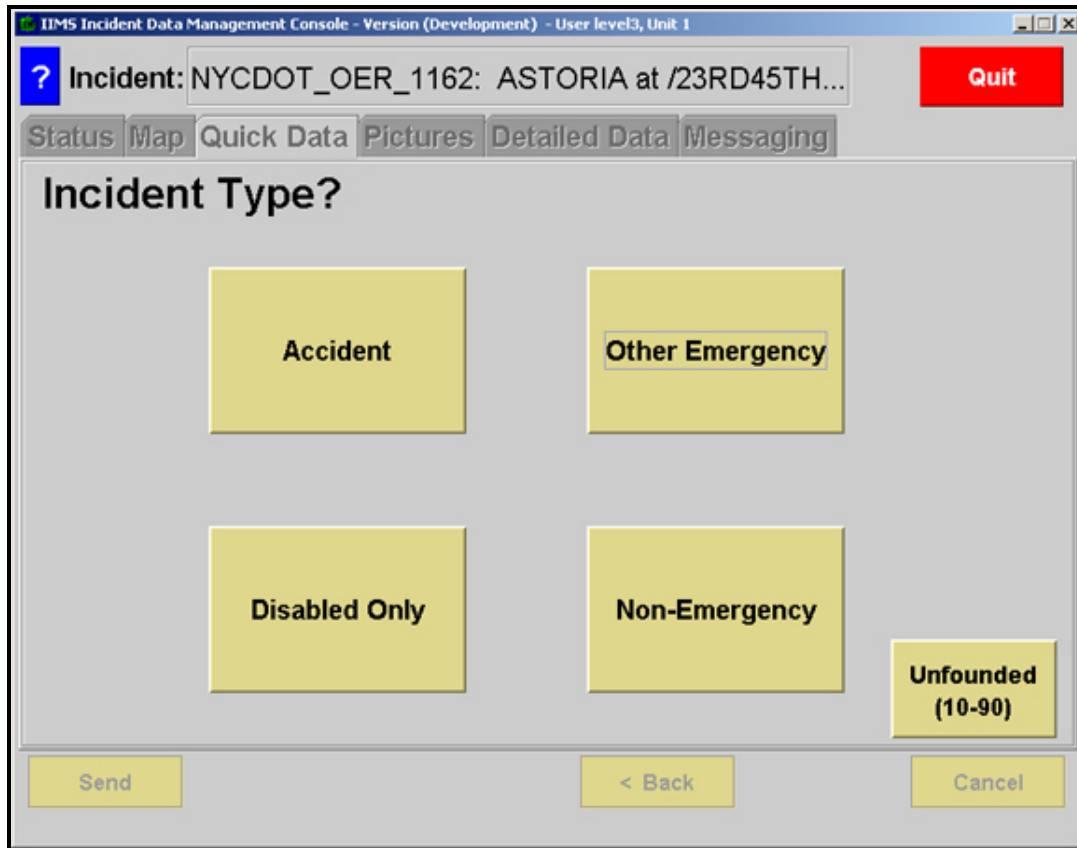 IIMS Incident Data Management Console - Version (Development) - User level3, Unit 1
? Incident: NYCDOT_OER_1162: ASTORIA at /23RD45TH... Quit
Status Map Quick Data Pictures Detailed Data Messaging
Incident Type?
Accident Other Emergency
Disabled Only Non-Emergency
Unfounded
(10-90)
Send < Back Cancel